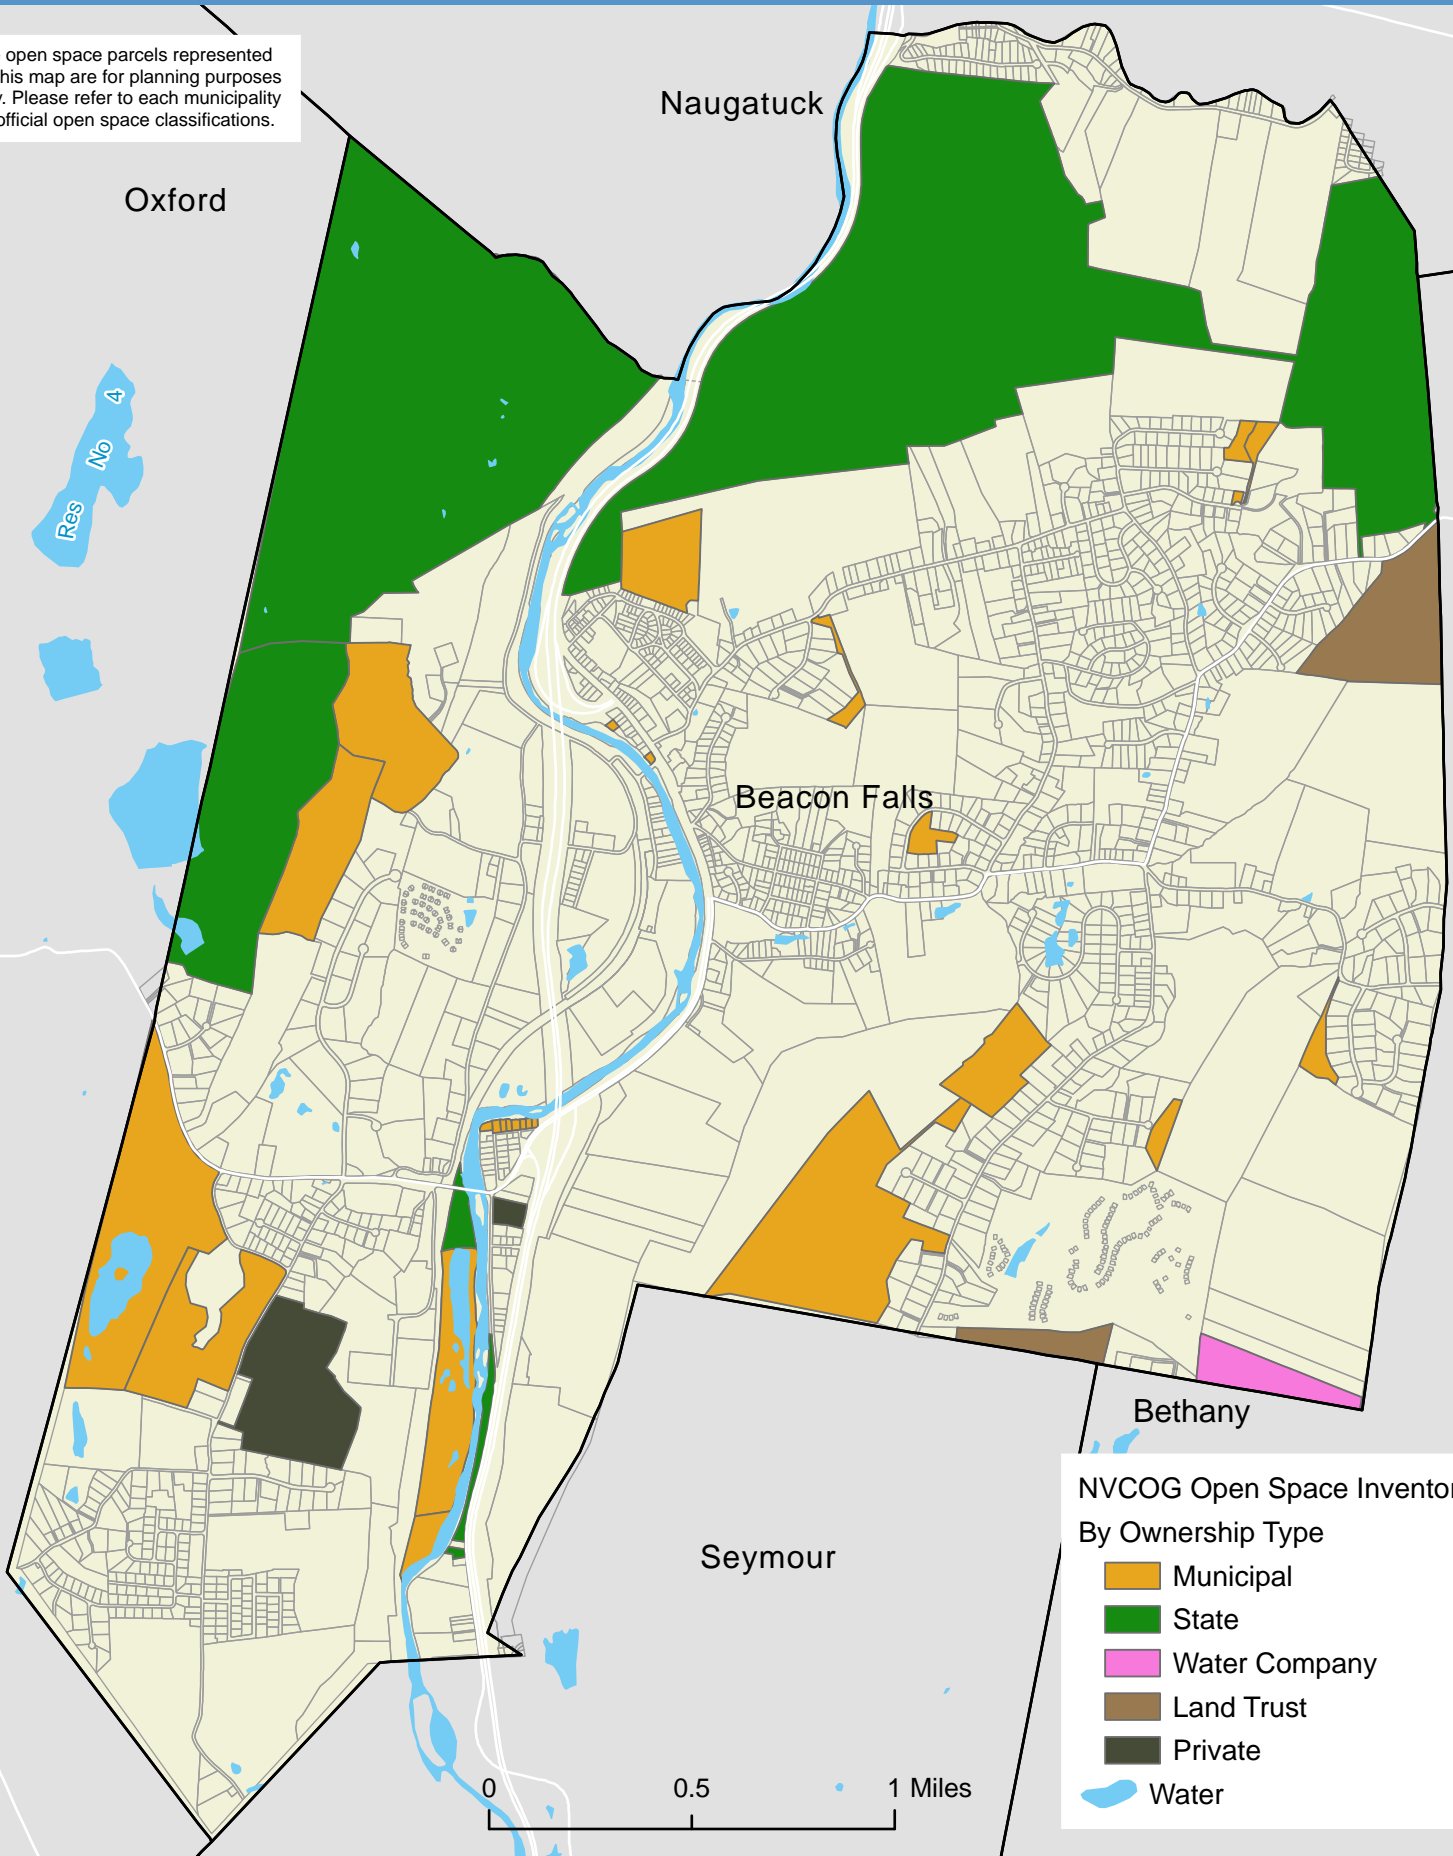 open space parcels represented
his map are for planning purposes
. Please refer to each municipality
official open space classifications.
Naugatuck
Oxford
Res No 4
Beacon Falls
Bethany
Seymour
NVCOG Open Space Inventor
By Ownership Type
Municipal
State
Water Company
Land Trust
Private
Water
0 0.5 1 Miles